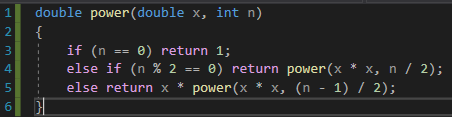 1 double power(double x, int n)
2 {
3 if (n == 0) return 1;
4 else if (n % 2 == 0) return power(x * x, n / 2);
5 else return x * power(x * x, (n - 1) / 2);
6 }